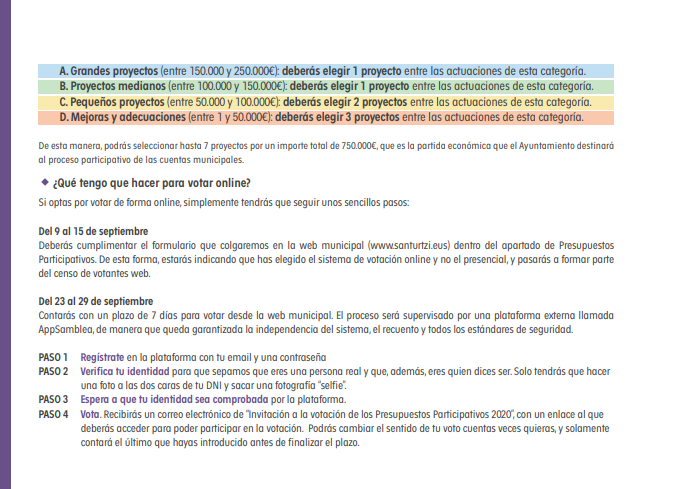 A. Grandes proyectos (entre 150.000 y 250.000€): deberás elegir 1 proyecto entre las actuaciones de esta categoría.
B. Proyectos medianos (entre 100.000 y 150.000€): deberás elegir 1 proyecto entre las actuaciones de esta categoría.
C. Pequeños proyectos (entre 50.000 y 100.000€): deberás elegir 2 proyectos entre las actuaciones de esta categoría.
D. Mejoras y adecuaciones (entre 1 y 50.000€): deberás elegir 3 proyectos entre las actuaciones de esta categoría.
De esta manera, podrás seleccionar hasta 7 proyectos por un importe total de 750.000€, que es la partida económica que el Ayuntamiento destinará
al proceso participativo de las cuentas municipales.
◆ ¿Qué tengo que hacer para votar online?
Si optas por votar de forma online, simplemente tendrás que seguir unos sencillos pasos:
Del 9 al 15 de septiembre
Deberás cumplimentar el formulario que colgaremos en la web municipal (www.santurtzi.eus) dentro del apartado de Presupuestos
Participativos. De esta forma, estarás indicando que has elegido el sistema de votación online y no el presencial, y pasarás a formar parte
del censo de votantes web.
Del 23 al 29 de septiembre
Contarás con un plazo de 7 días para votar desde la web municipal. El proceso será supervisado por una plataforma externa llamada
AppSamblea, de manera que queda garantizada la independencia del sistema, el recuento y todos los estándares de seguridad.
PASO 1 Regístrate en la plataforma con tu email y una contraseña
PASO 2 Verifica tu identidad para que sepamos que eres una persona real y que, además, eres quien dices ser. Solo tendrás que hacer
una foto a las dos caras de tu DNI y sacar una fotografía "selfie".
PASO 3 Espera a que tu identidad sea comprobada por la plataforma.
PASO 4 Vota. Recibirás un correo electrónico de "Invitación a la votación de los Presupuestos Participativos 2020", con un enlace al que
deberás acceder para poder participar en la votación. Podrás cambiar el sentido de tu voto cuentas veces quieras, y solamente
contará el último que hayas introducido antes de finalizar el plazo.